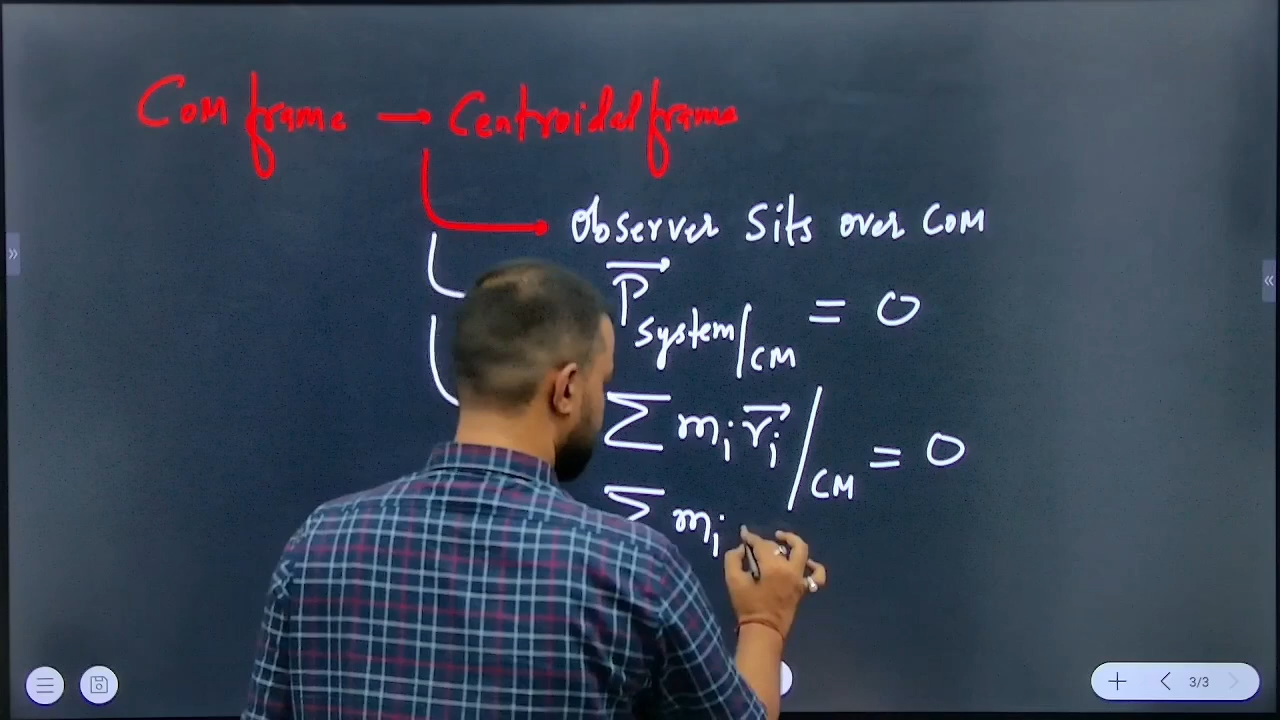 COM frame → Centroidal frame
Observer Sits over COM
P⃗ system/CM = 0
∑ mᵢ r⃗ᵢ / CM = 0
∑ mᵢ
3/3